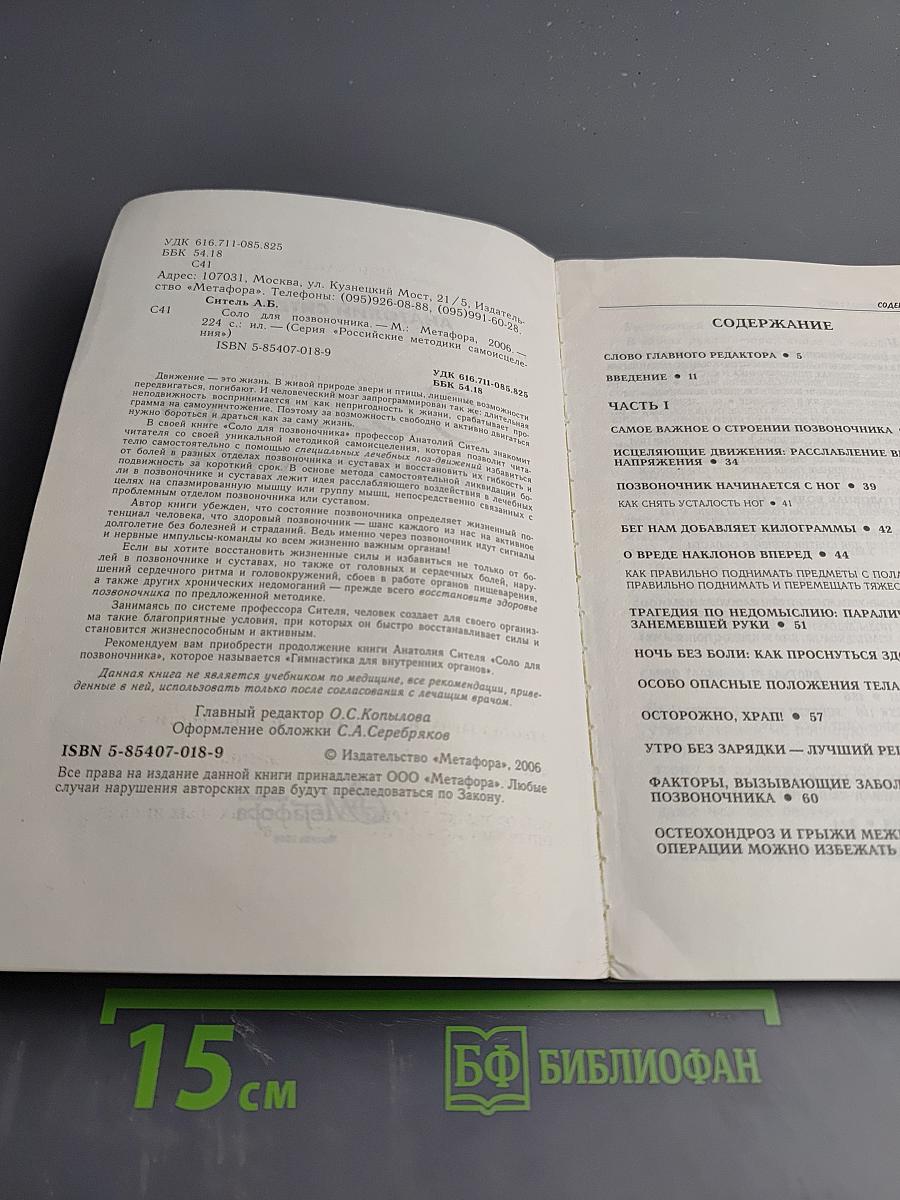 УДК 616.711-085.825
ББК 54.18
С41
Адрес: 107031, Москва, ул. Кузнецкий Мост, 21/5, Издатель-
ство «Метафора». Телефоны: (095)926-08-88, (095)991-60-28.
Ситель А.Б.
С41 Соло для позвоночника. — М.: Метафора, 2006. —
224 с.: ил. — (Серия «Российские методики самоисцеле-
ния»)
ISBN 5-85407-018-9
УДК 616.711-085.825
ББК 54.18
Движение — это жизнь. В живой природе звери и птицы, лишенные возможности
передвигаться, погибают. И человеческий мозг запрограммирован так же: длительная
неподвижность воспринимается им как непригодность к жизни, срабатывает про-
грамма на самоуничтожение. Поэтому за возможность свободно и активно двигаться
нужно бороться и драться как за саму жизнь.
В своей книге «Соло для позвоночника» профессор Анатолий Ситель знакомит
читателя со своей уникальной методикой самоисцеления, которая позволит чита-
телю самостоятельно с помощью специальных лечебных поз-движений избавиться
от болей в разных отделах позвоночника и суставах и восстановить их гибкость и
подвижность за короткий срок. В основе метода самостоятельной ликвидации бо-
ли в позвоночнике и суставах лежит идея расслабляющего воздействия в лечебных
целях на спазмированную мышцу или группу мышц, непосредственно связанных с
проблемным отделом позвоночника или суставом.
Автор книги убежден, что состояние позвоночника определяет жизненный по-
тенциал человека, что здоровый позвоночник — шанс каждого из нас на активное
долголетие без болезней и страданий. Ведь именно через позвоночник идут сигналы
и нервные импульсы-команды ко всем жизненно важным органам!
Если вы хотите восстановить жизненные силы и избавиться не только от бо-
лей в позвоночнике и суставах, но также от головных и сердечных болей, нару-
шений сердечного ритма и головокружений, сбоев в работе органов пищеварения,
а также других хронических недомоганий — прежде всего восстановите здоровье
позвоночника по предложенной методике.
Занимаясь по системе профессора Сителя, человек создает для своего организ-
ма такие благоприятные условия, при которых он быстро восстанавливает силы и
становится жизнеспособным и активным.
Рекомендуем вам приобрести продолжение книги Анатолия Сителя «Соло для
позвоночника», которое называется «Гимнастика для внутренних органов».
Данная книга не является учебником по медицине, все рекомендации, приве-
денные в ней, использовать только после согласования с лечащим врачом.
Главный редактор О.С.Копылова
Оформление обложки С.А.Серебряков
ISBN 5-85407-018-9 © Издательство «Метафора», 2006
Все права на издание данной книги принадлежат ООО «Метафора». Любые
случаи нарушения авторских прав будут преследоваться по Закону.
СОДЕР
СОДЕРЖАНИЕ
СЛОВО ГЛАВНОГО РЕДАКТОРА • 5
ВВЕДЕНИЕ • 11
ЧАСТЬ I
САМОЕ ВАЖНОЕ О СТРОЕНИИ ПОЗВОНОЧНИКА •
ИСЦЕЛЯЮЩИЕ ДВИЖЕНИЯ: РАССЛАБЛЕНИЕ В
НАПРЯЖЕНИЯ • 34
ПОЗВОНОЧНИК НАЧИНАЕТСЯ С НОГ • 39
КАК СНЯТЬ УСТАЛОСТЬ НОГ • 41
БЕГ НАМ ДОБАВЛЯЕТ КИЛОГРАММЫ • 42
О ВРЕДЕ НАКЛОНОВ ВПЕРЕД • 44
КАК ПРАВИЛЬНО ПОДНИМАТЬ ПРЕДМЕТЫ С ПОЛА
ПРАВИЛЬНО ПОДНИМАТЬ И ПЕРЕМЕЩАТЬ ТЯЖЕС
ТРАГЕДИЯ ПО НЕДОМЫСЛИЮ: ПАРАЛИЧ
ЗАНЕМЕВШЕЙ РУКИ • 51
НОЧЬ БЕЗ БОЛИ: КАК ПРОСНУТЬСЯ ЗДО
ОСОБО ОПАСНЫЕ ПОЛОЖЕНИЯ ТЕЛА
ОСТОРОЖНО, ХРАП! • 57
УТРО БЕЗ ЗАРЯДКИ — ЛУЧШИЙ РЕЦ
ФАКТОРЫ, ВЫЗЫВАЮЩИЕ ЗАБОЛ
ПОЗВОНОЧНИКА • 60
ОСТЕОХОНДРОЗ И ГРЫЖИ МЕЖ
ОПЕРАЦИИ МОЖНО ИЗБЕЖАТЬ
15 см
БФ БИБЛИОФАН